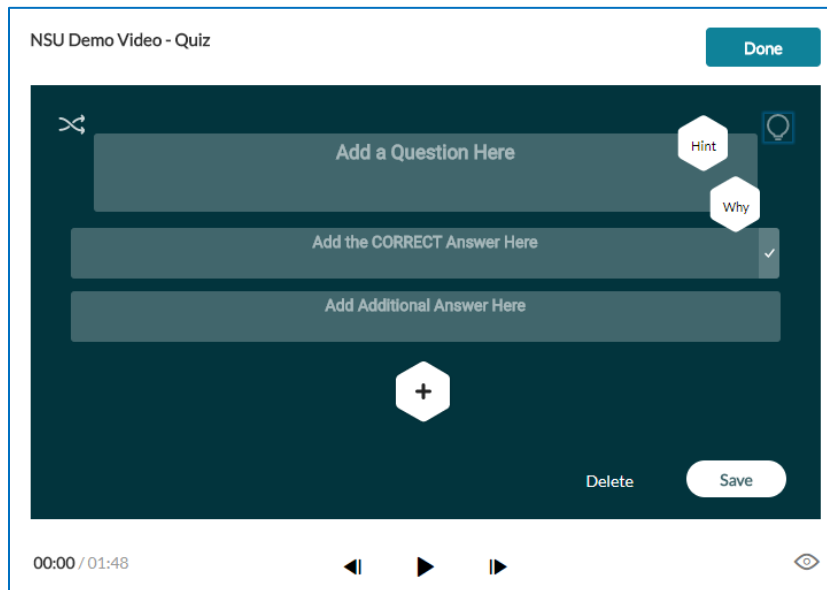 NSU Demo Video - Quiz
Done
Add a Question Here
Hint
Why
Add the CORRECT Answer Here
Add Additional Answer Here
+
Delete
Save
00:00 / 01:48